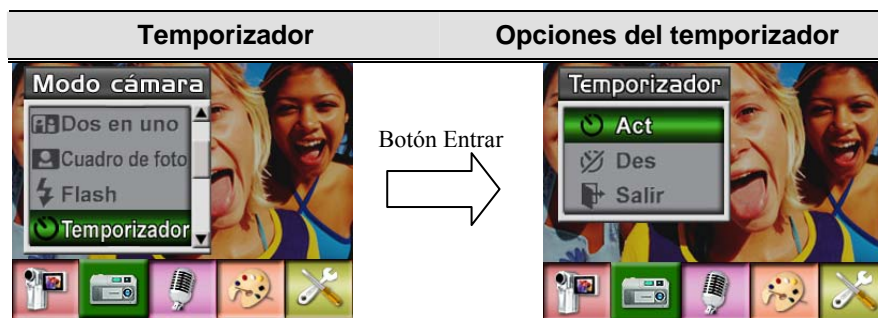 Temporizador
Opciones del temporizador
Modo cámara
Dos en uno
Cuadro de foto
Flash
Temporizador
Botón Entrar
Temporizador
Act
Des
Salir